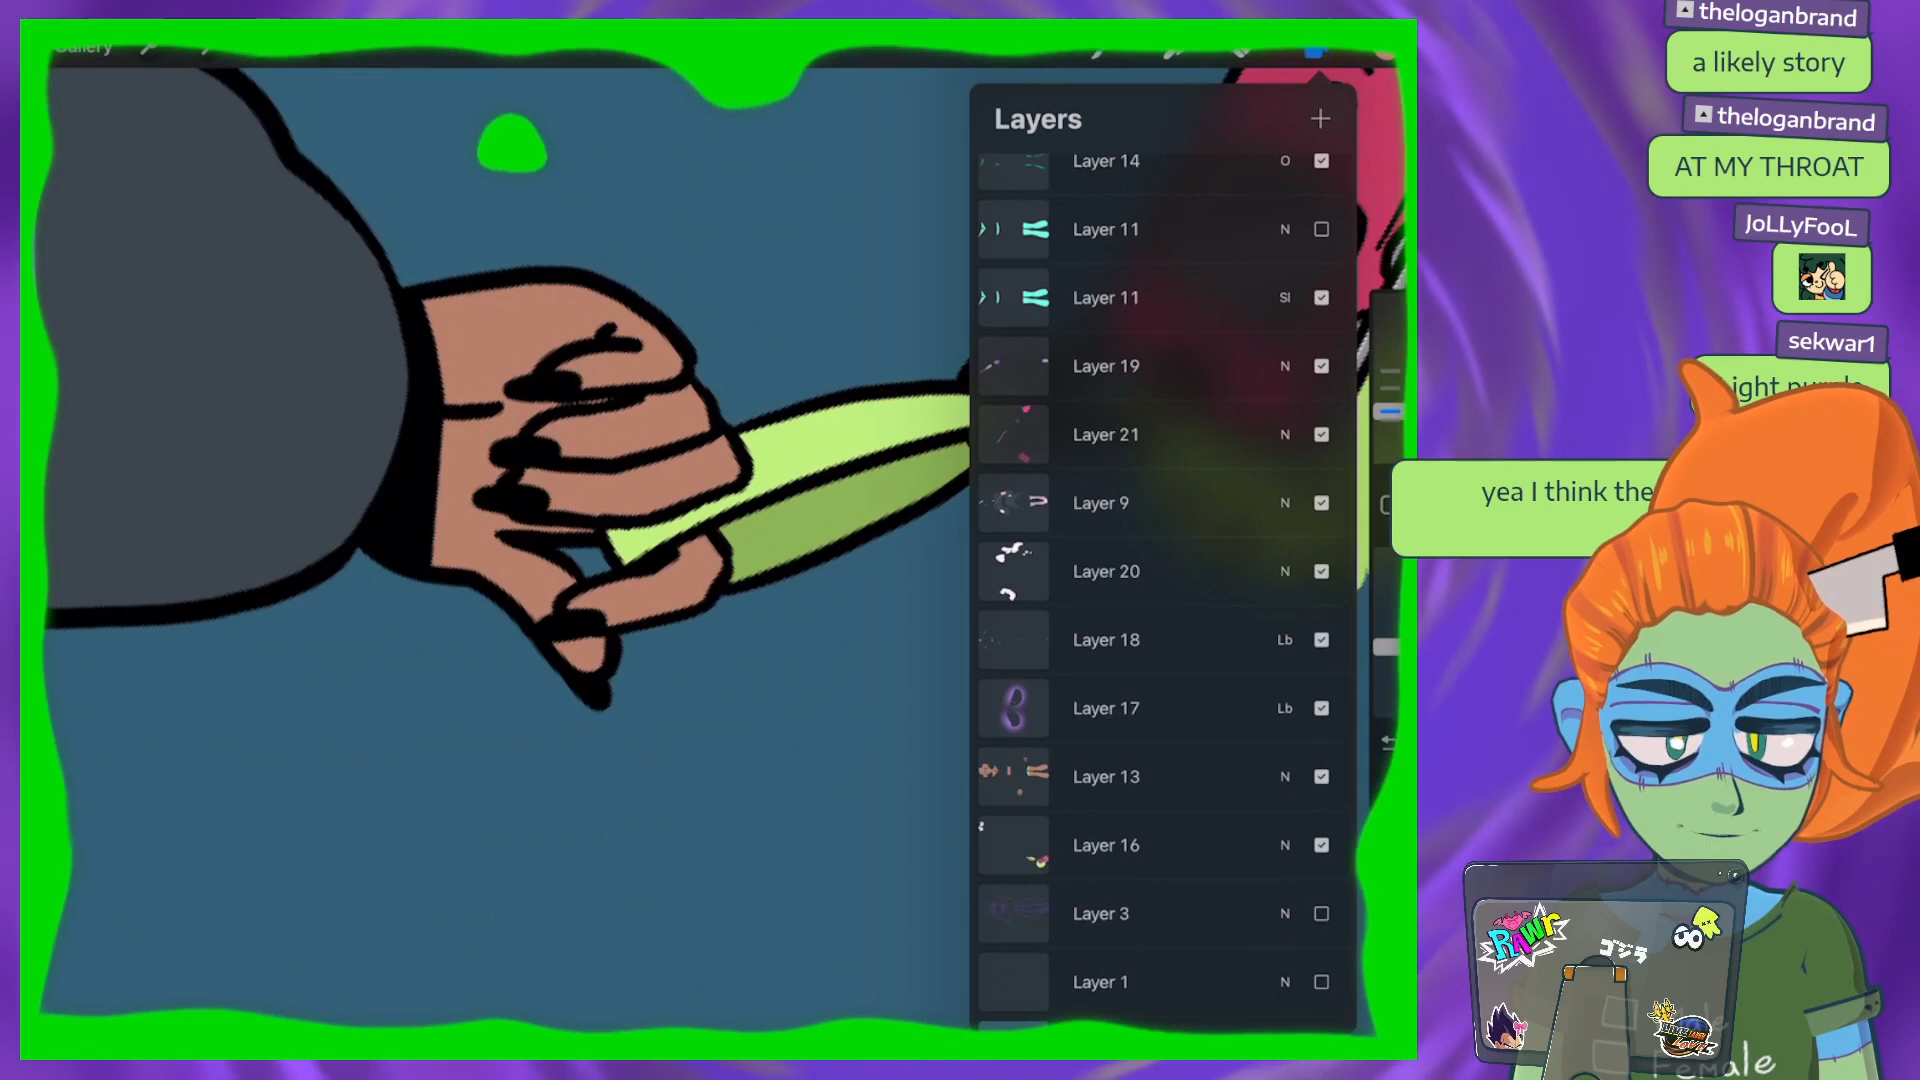 Gallery
Layers
Layer 14 O
Layer 11 N
Layer 11 Sl
Layer 19 N
Layer 21 N
Layer 9 N
Layer 20 N
Layer 18 Lb
Layer 17 Lb
Layer 13 N
Layer 16 N
Layer 3 N
Layer 1 N
theloganbrand
a likely story
theloganbrand
AT MY THROAT
JoLLyFooL
sekwar1
yea I think the
RAWr
ゴジラ
Female